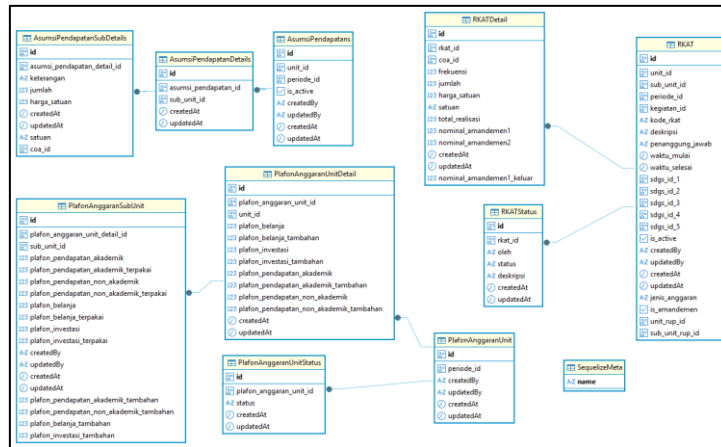 AsumsiPendapatanSubDetails
id
asumsi_pendapatan_detail_id
keterangan
jumlah
harga_satuan
createdAt
updatedAt
satuan
coa_id
AsumsiPendapatanDetails
id
asumsi_pendapatan_id
sub_unit_id
createdAt
updatedAt
AsumsiPendapatans
id
unit_id
periode_id
is_active
createdBy
updatedBy
createdAt
updatedAt
RKATDetail
id
rkat_id
coa_id
frekuensi
jumlah
harga_satuan
satuan
total_realisasi
nominal_amandemen1
nominal_amandemen2
createdAt
updatedAt
nominal_amandemen1_keluar
RKAT
id
unit_id
sub_unit_id
periode_id
kegiatan_id
kode_rkat
deskripsi
penanggung_jawab
waktu_mulai
waktu_selesai
sdgs_id_1
sdgs_id_2
sdgs_id_3
sdgs_id_4
sdgs_id_5
is_active
createdBy
updatedBy
createdAt
updatedAt
jenis_anggaran
is_amandemen
unit_rup_id
sub_unit_rup_id
PlafonAnggaranSubUnit
id
plafon_anggaran_unit_detail_id
sub_unit_id
plafon_pendapatan_akademik
plafon_pendapatan_akademik_terpakai
plafon_pendapatan_non_akademik
plafon_pendapatan_non_akademik_terpakai
plafon_belanja
plafon_belanja_terpakai
plafon_investasi
plafon_investasi_terpakai
createdBy
updatedBy
createdAt
updatedAt
plafon_pendapatan_akademik_tambahan
plafon_pendapatan_non_akademik_tambahan
plafon_belanja_tambahan
plafon_investasi_tambahan
PlafonAnggaranUnitDetail
id
plafon_anggaran_unit_id
unit_id
plafon_belanja
plafon_belanja_tambahan
plafon_investasi
plafon_investasi_tambahan
plafon_pendapatan_akademik
plafon_pendapatan_akademik_tambahan
plafon_pendapatan_non_akademik
plafon_pendapatan_non_akademik_tambahan
createdAt
updatedAt
RKATStatus
id
rkat_id
oleh
status
deskripsi
createdAt
updatedAt
PlafonAnggaranUnitStatus
id
plafon_anggaran_unit_id
status
createdAt
updatedAt
PlafonAnggaranUnit
id
periode_id
createdBy
updatedBy
createdAt
updatedAt
SequelizeMeta
name